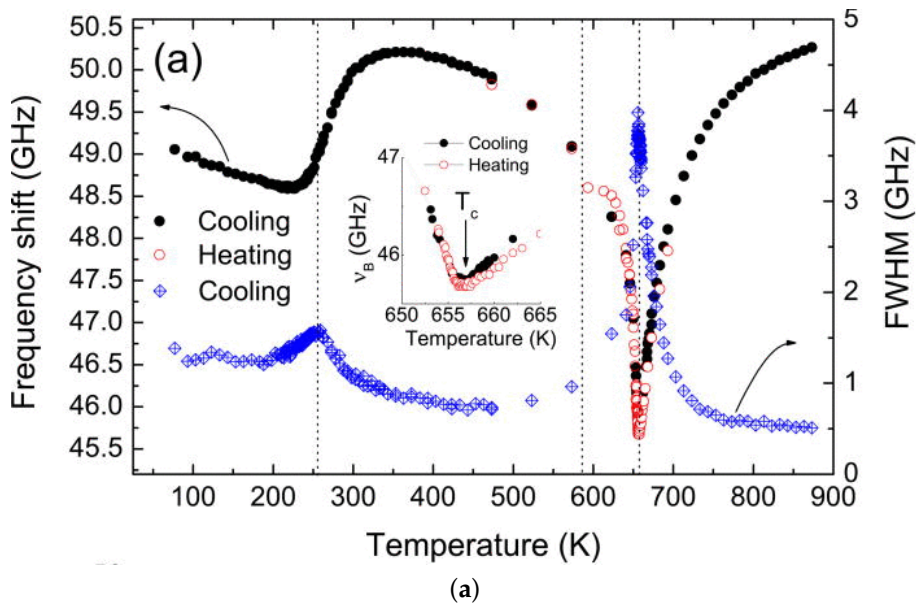 (a)
50.5
50.0
49.5
49.0
48.5
48.0
47.5
47.0
46.5
46.0
45.5
Frequency shift (GHz)
5
4
3
2
1
0
FWHM (GHz)
Cooling
Heating
Cooling
Cooling
Heating
47
46
ν_B (GHz)
T_c
650 655 660 665
Temperature (K)
100 200 300 400 500 600 700 800 900
Temperature (K)
(a)